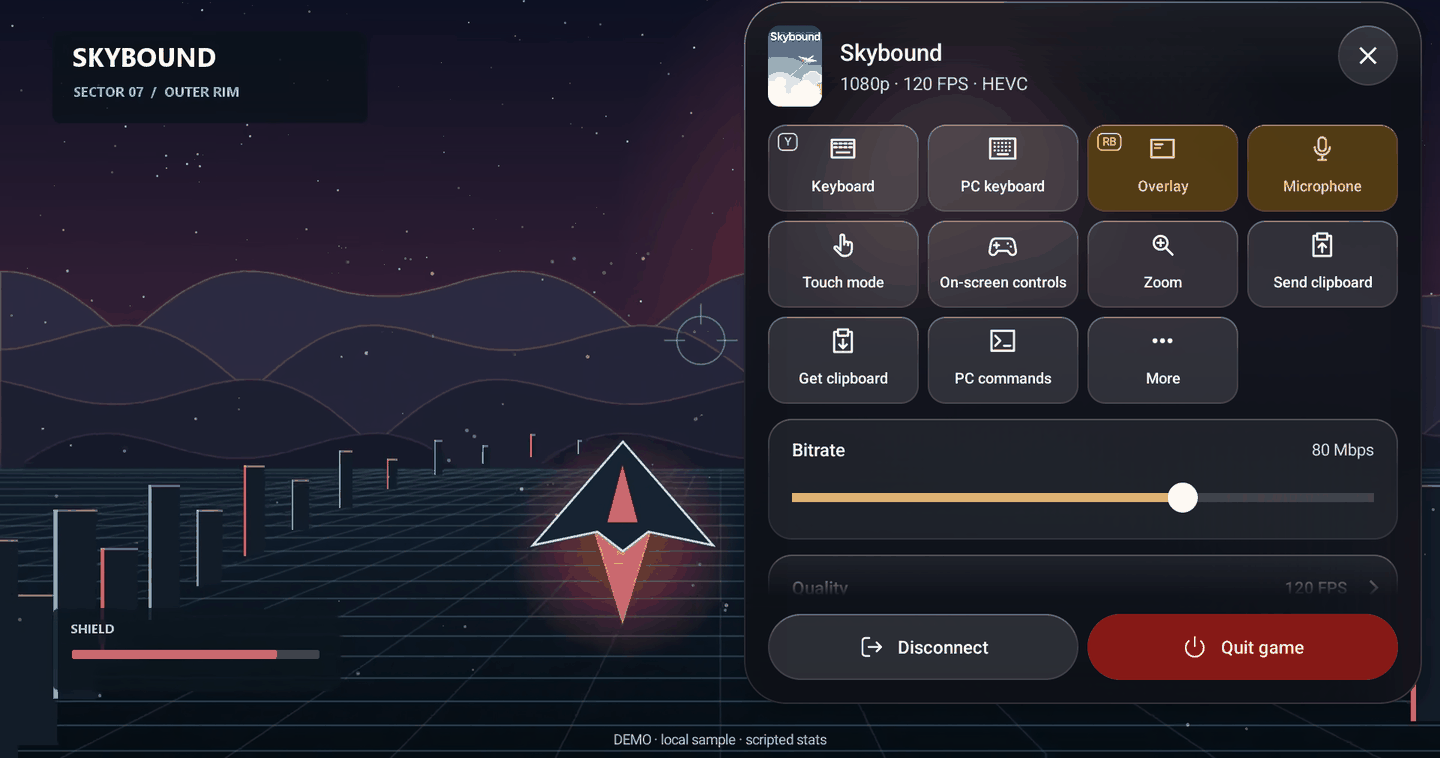 SKYBOUND
SECTOR 07 / OUTER RIM
SHIELD
Skybound
Skybound
1080p · 120 FPS · HEVC
Y
Keyboard
PC keyboard
RB
Overlay
Microphone
Touch mode
On-screen controls
Zoom
Send clipboard
Get clipboard
PC commands
More
Bitrate
80 Mbps
Quality
120 FPS
Disconnect
Quit game
DEMO · local sample · scripted stats